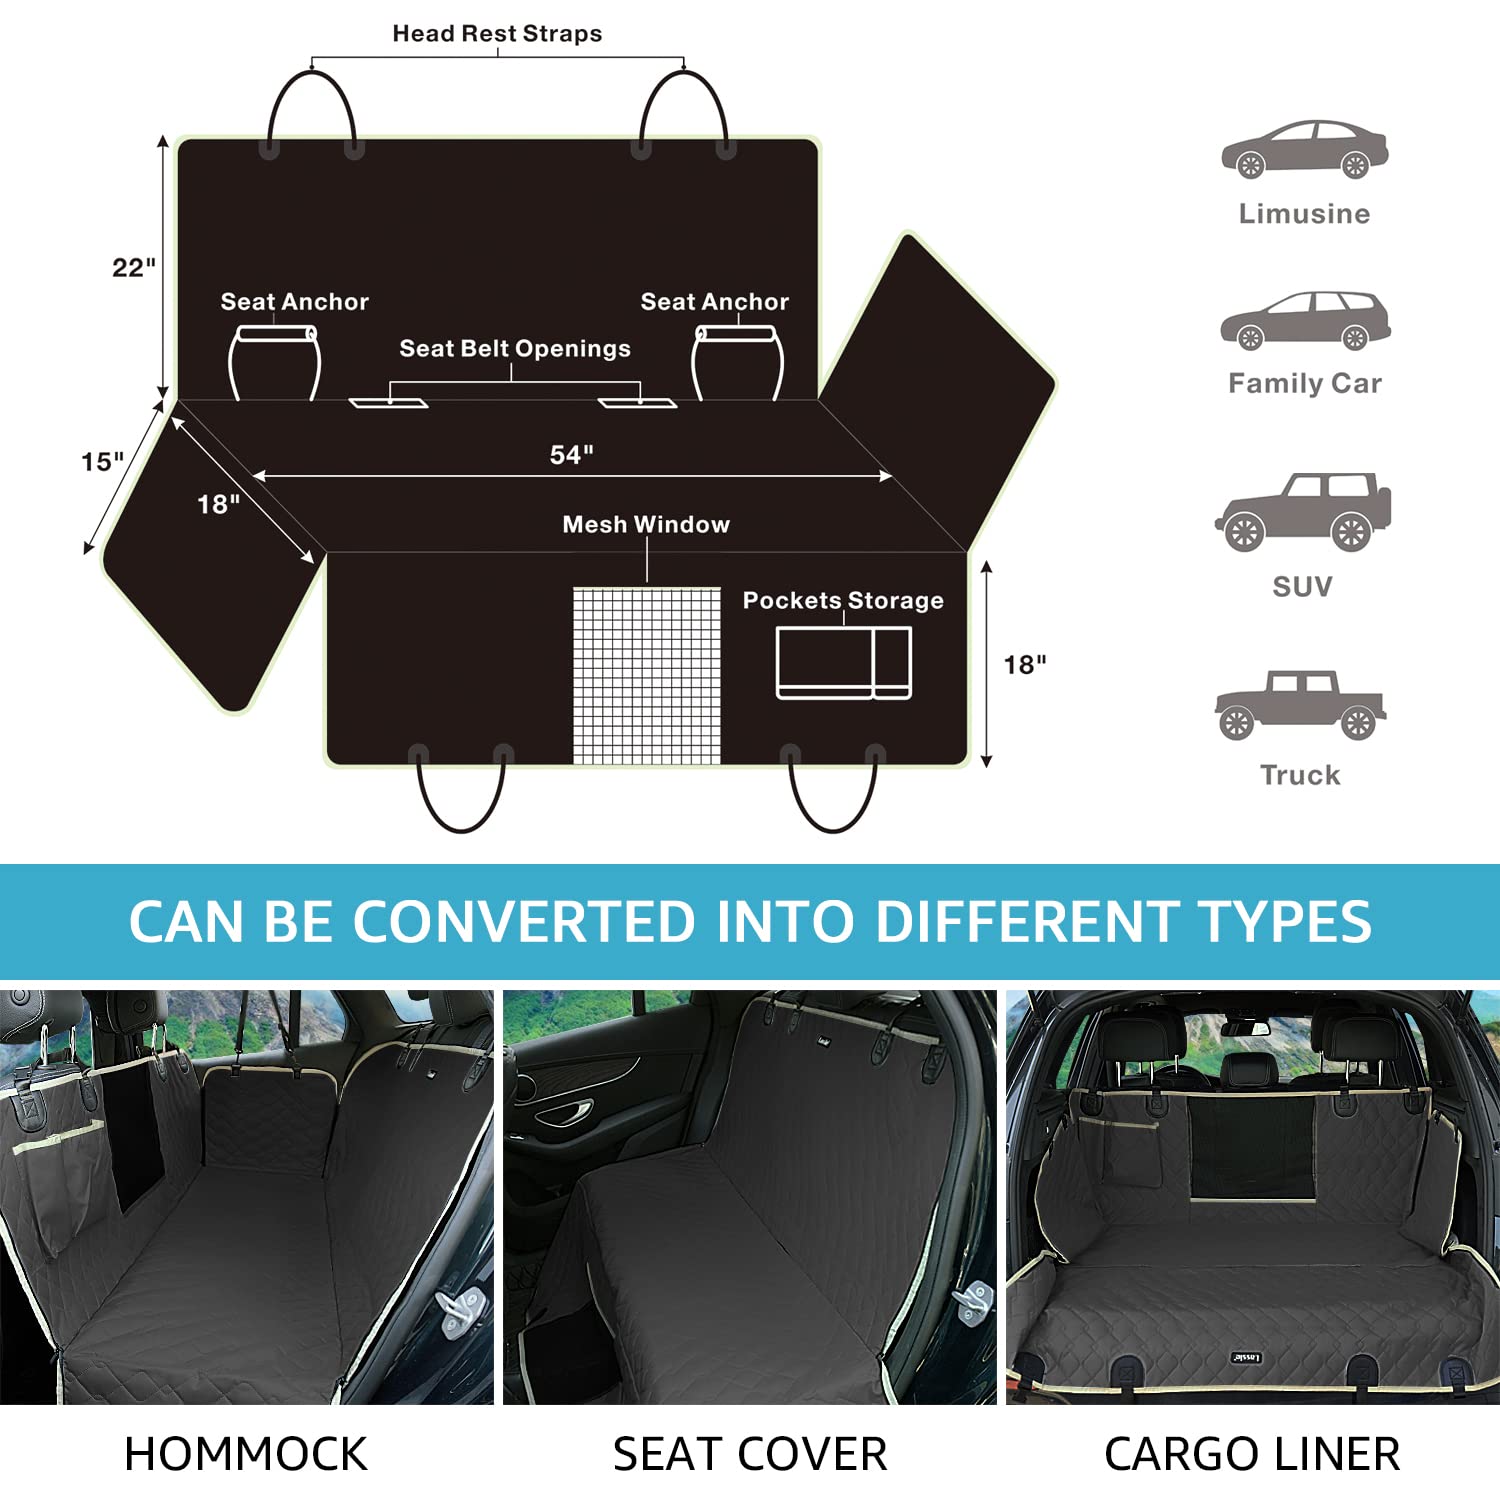 Head Rest Straps
22"
Seat Anchor
Seat Anchor
Seat Belt Openings
15"
18"
54"
Mesh Window
Pockets Storage
18"
Limusine
Family Car
SUV
Truck
CAN BE CONVERTED INTO DIFFERENT TYPES
Lassie
HOMMOCK
SEAT COVER
CARGO LINER